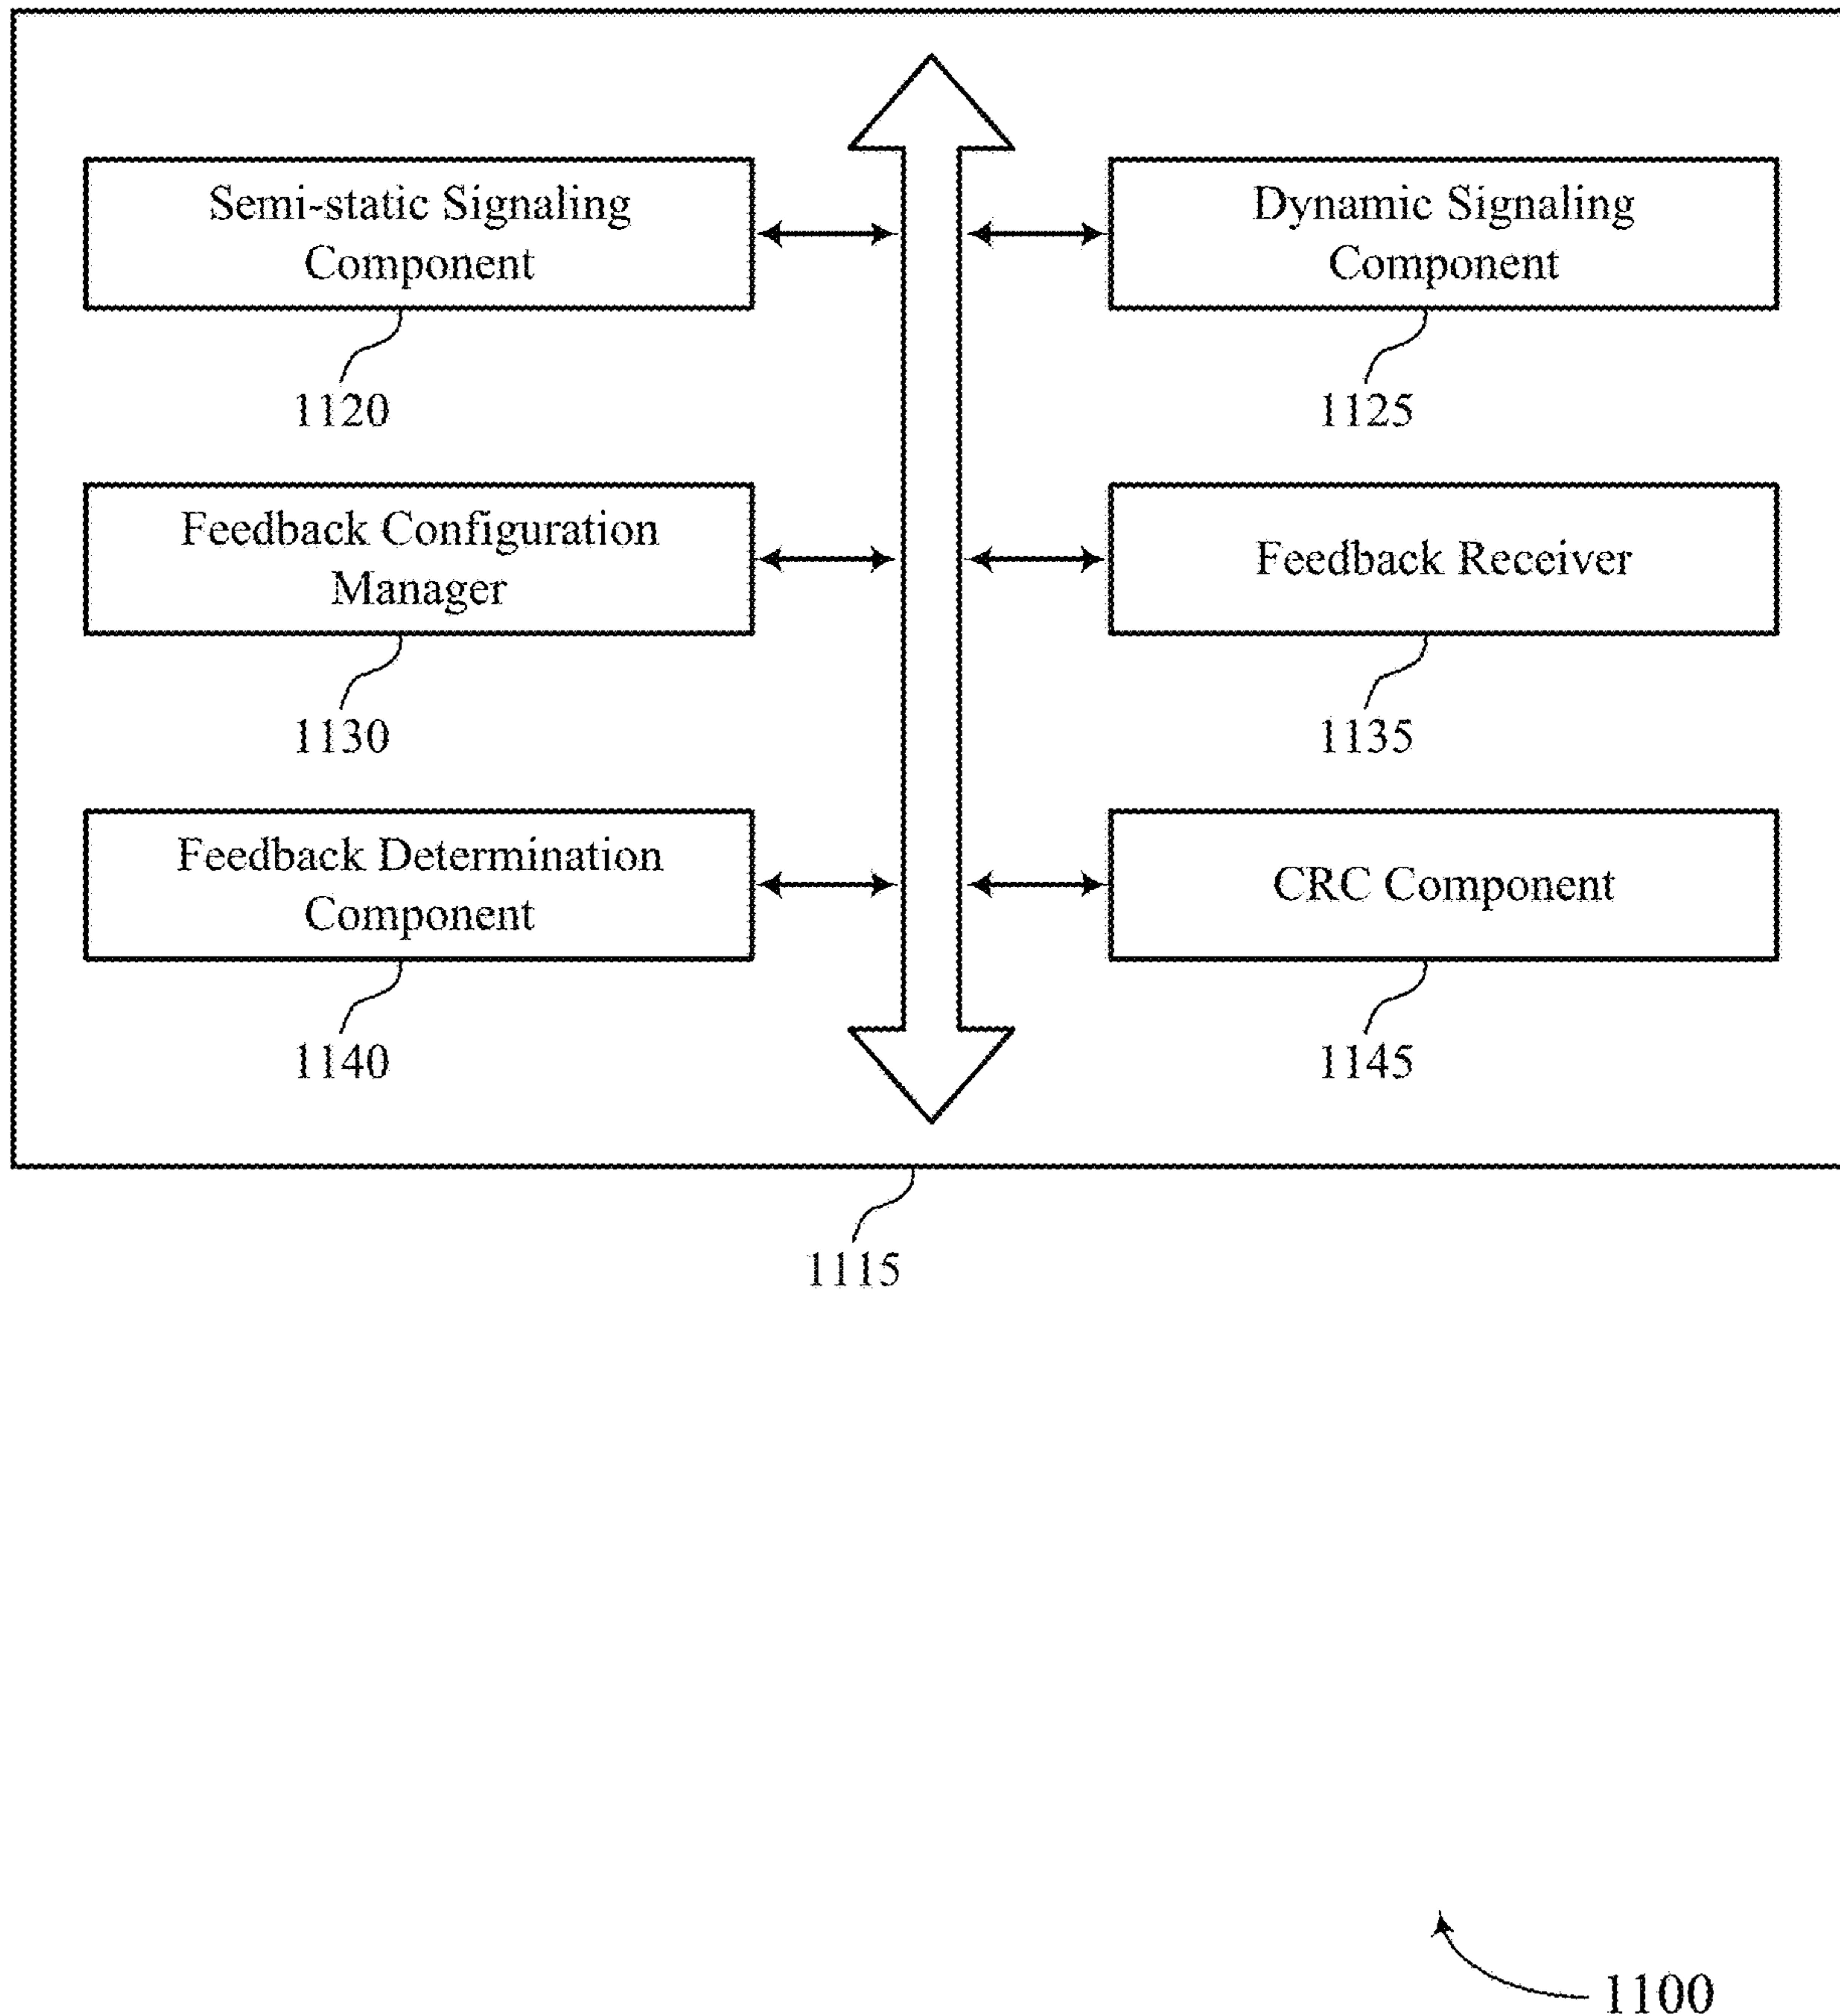 Semi-static Signaling
Component
1120
Dynamic Signaling
Component
1125
Feedback Configuration
Manager
1130
Feedback Receiver
1135
Feedback Determination
Component
1140
CRC Component
1145
1115
1100